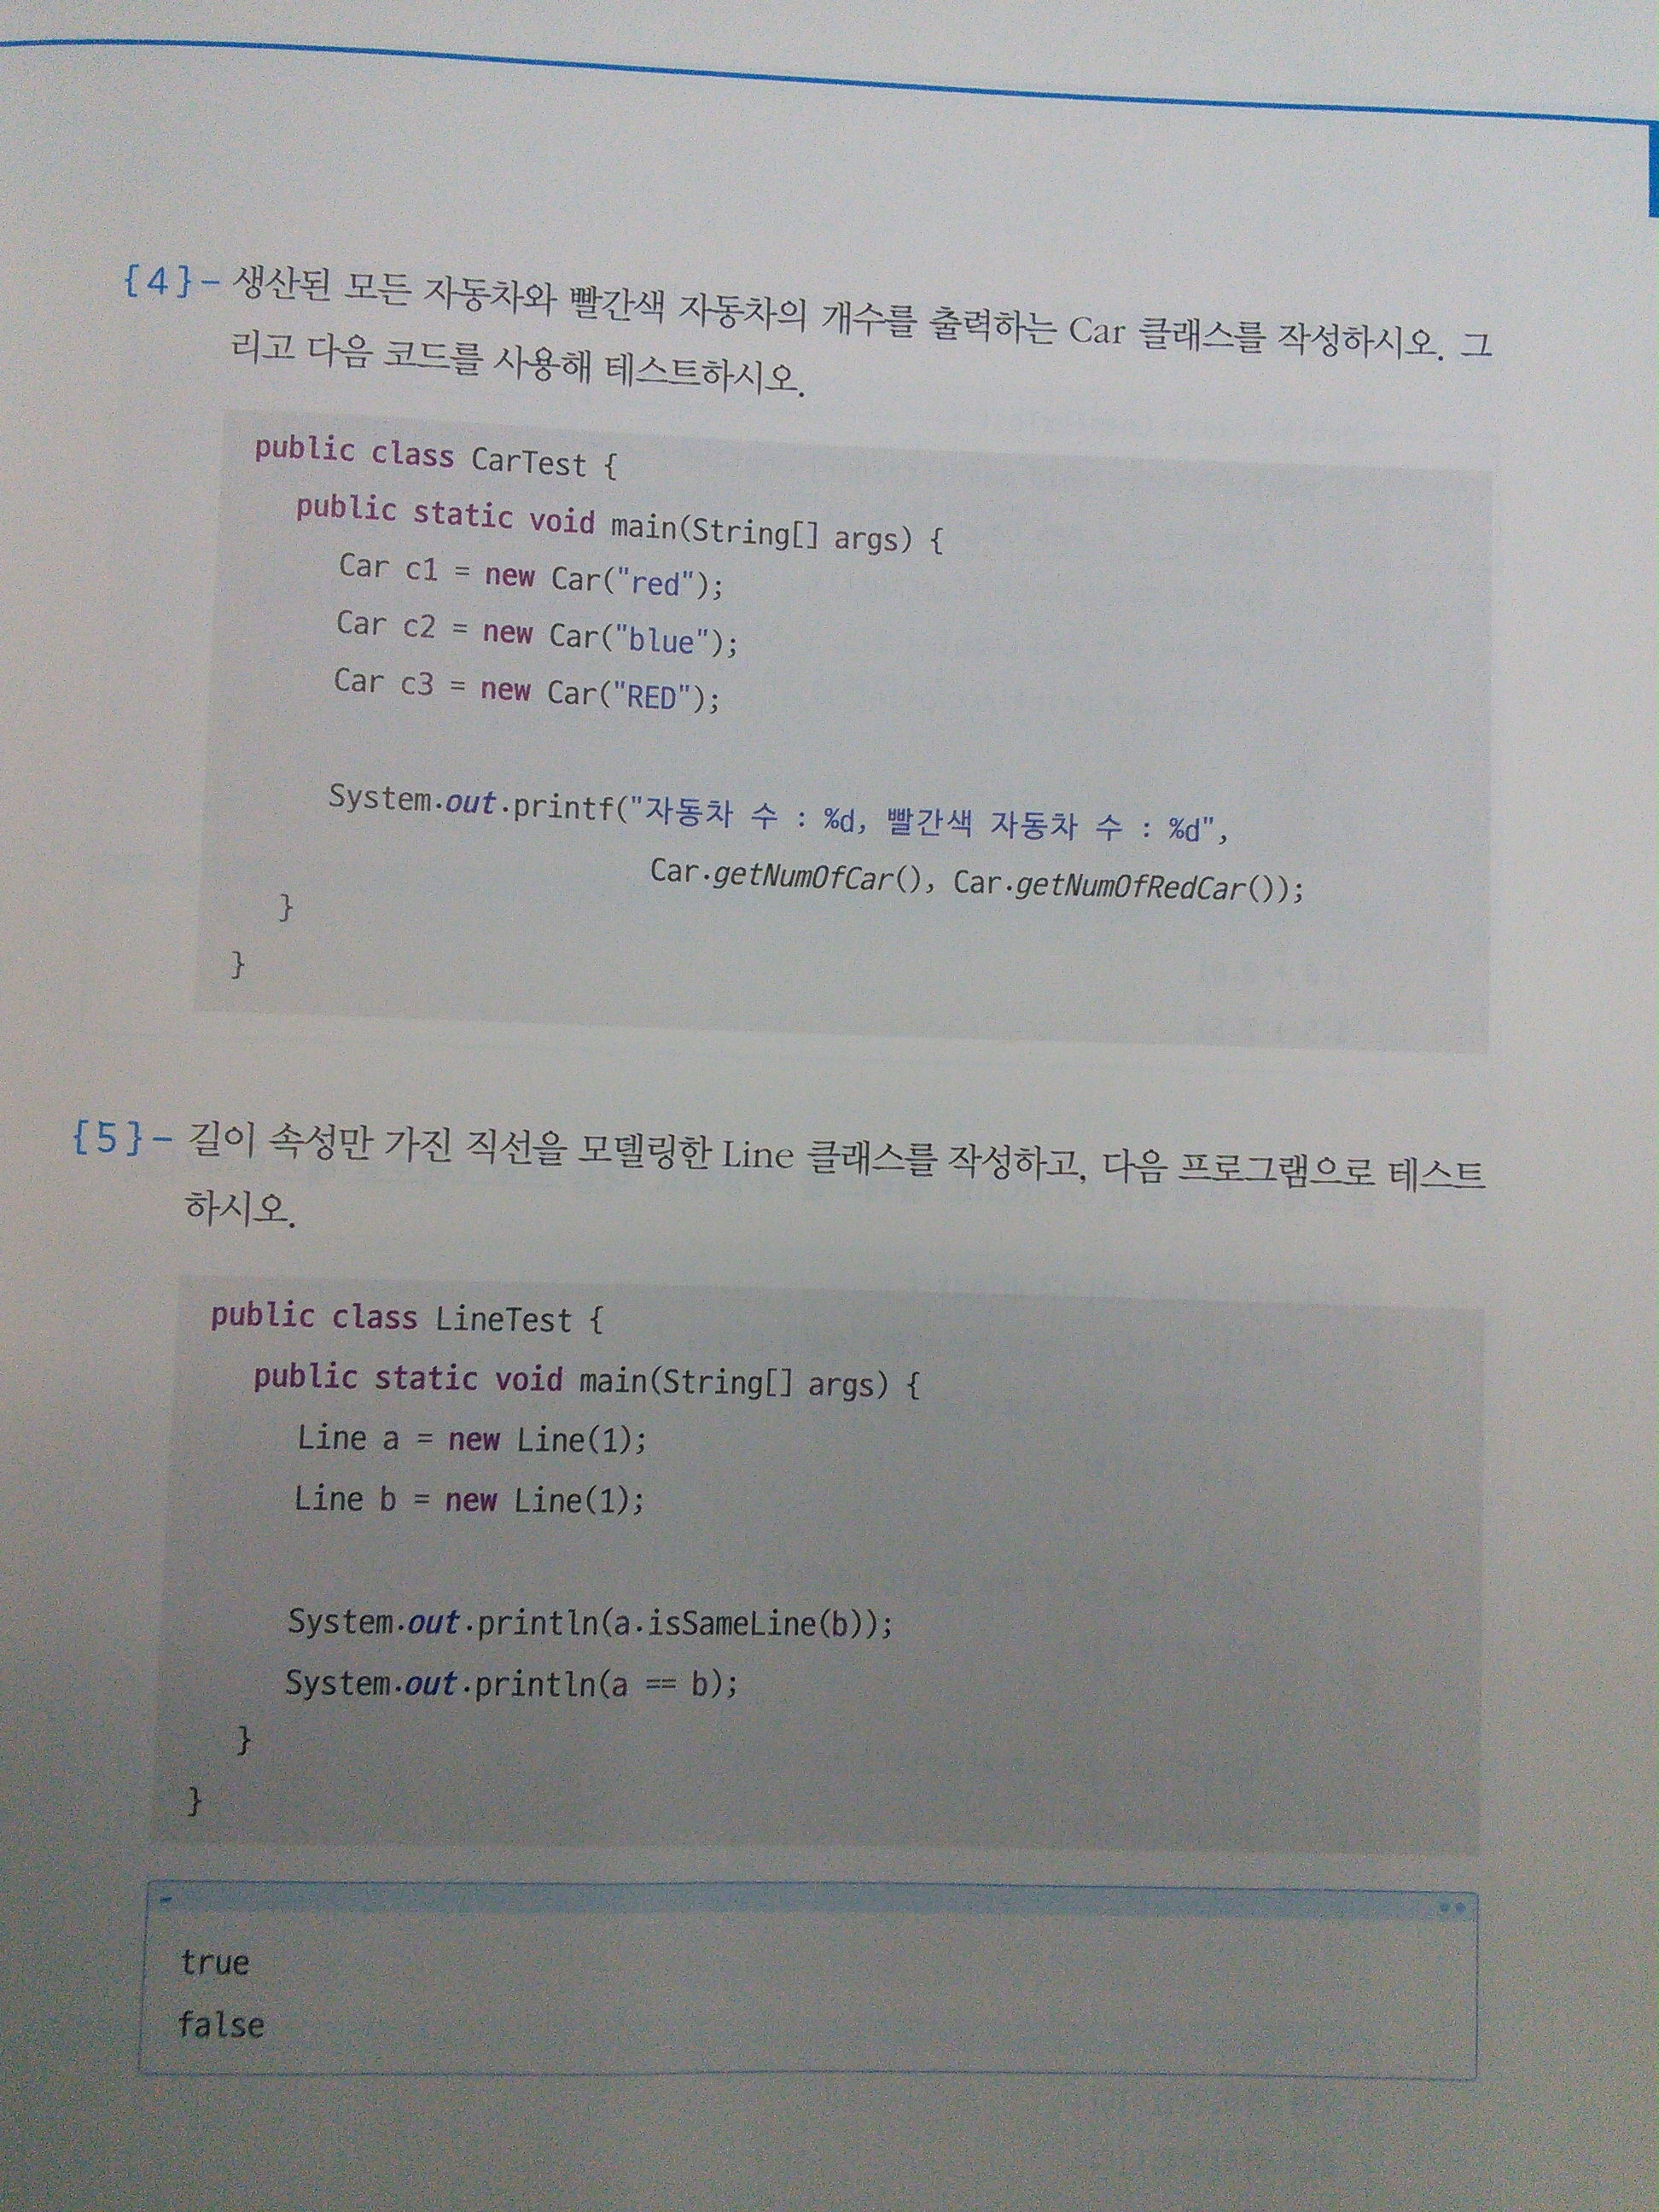 {4}– 생산된 모든 자동차와 빨간색 자동차의 개수를 출력하는 Car 클래스를 작성하시오. 그
리고 다음 코드를 사용해 테스트하시오.
public class CarTest {
public static void main(String[] args) {
Car c1 = new Car("red");
Car c2 = new Car("blue");
Car c3 = new Car("RED");
System.out.printf("자동차 수 : %d, 빨간색 자동차 수 : %d",
Car.getNumOfCar(), Car.getNumOfRedCar());
}
}
{5}– 길이 속성만 가진 직선을 모델링한 Line 클래스를 작성하고, 다음 프로그램으로 테스트
하시오.
public class LineTest {
public static void main(String[] args) {
Line a = new Line(1);
Line b = new Line(1);
System.out.println(a.isSameLine(b));
System.out.println(a == b);
}
}
true
false